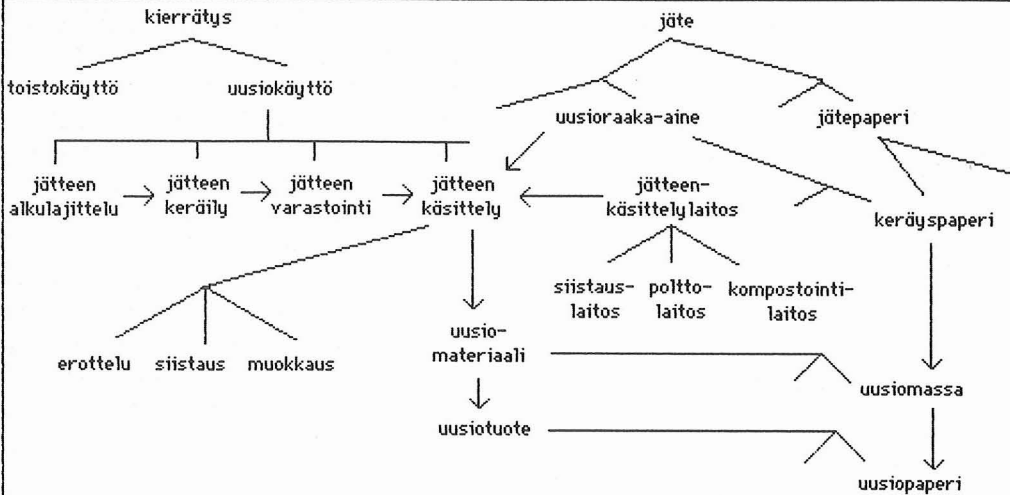 kierrätys
jäte
toistokäyttö
uusiokäyttö
uusioraaka-aine
jätepaperi
jätteen
alkulajittelu
jätteen
keräily
jätteen
varastointi
jätteen
käsittely
jätteen-
käsittelylaitos
keräyspaperi
siistaus-
laitos
poltto-
laitos
kompostointi-
laitos
erottelu
siistaus
muokkaus
uusio-
materiaali
uusiomassa
uusiotuote
uusiopaperi